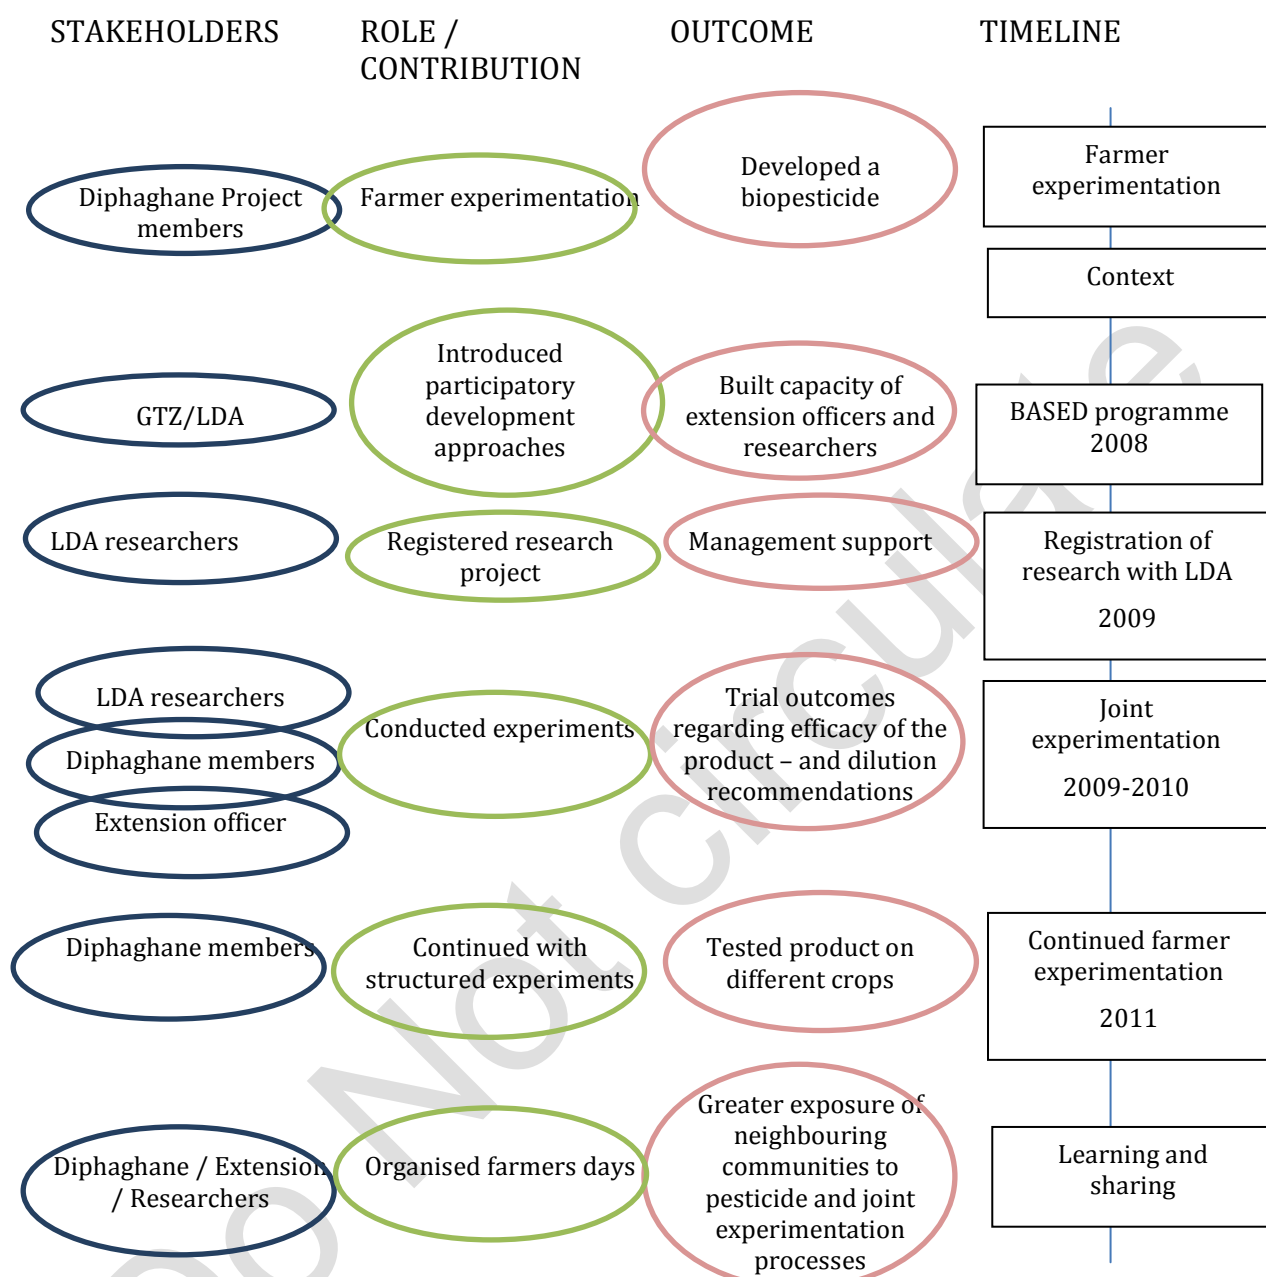 STAKEHOLDERS
ROLE /
CONTRIBUTION
OUTCOME
TIMELINE
Diphaghane Project
members
Farmer experimentation
Developed a
biopesticide
Farmer
experimentation
Context
GTZ/LDA
Introduced
participatory
development
approaches
Built capacity of
extension officers and
researchers
BASED programme
2008
LDA researchers
Registered research
project
Management support
Registration of
research with LDA
2009
LDA researchers
Diphaghane members
Extension officer
Conducted experiments
Trial outcomes
regarding efficacy of the
product – and dilution
recommendations
Joint
experimentation
2009-2010
Diphaghane members
Continued with
structured experiments
Tested product on
different crops
Continued farmer
experimentation
2011
Diphaghane / Extension
/ Researchers
Organised farmers days
Greater exposure of
neighbouring
communities to
pesticide and joint
experimentation
processes
Learning and
sharing
Do Not circulate